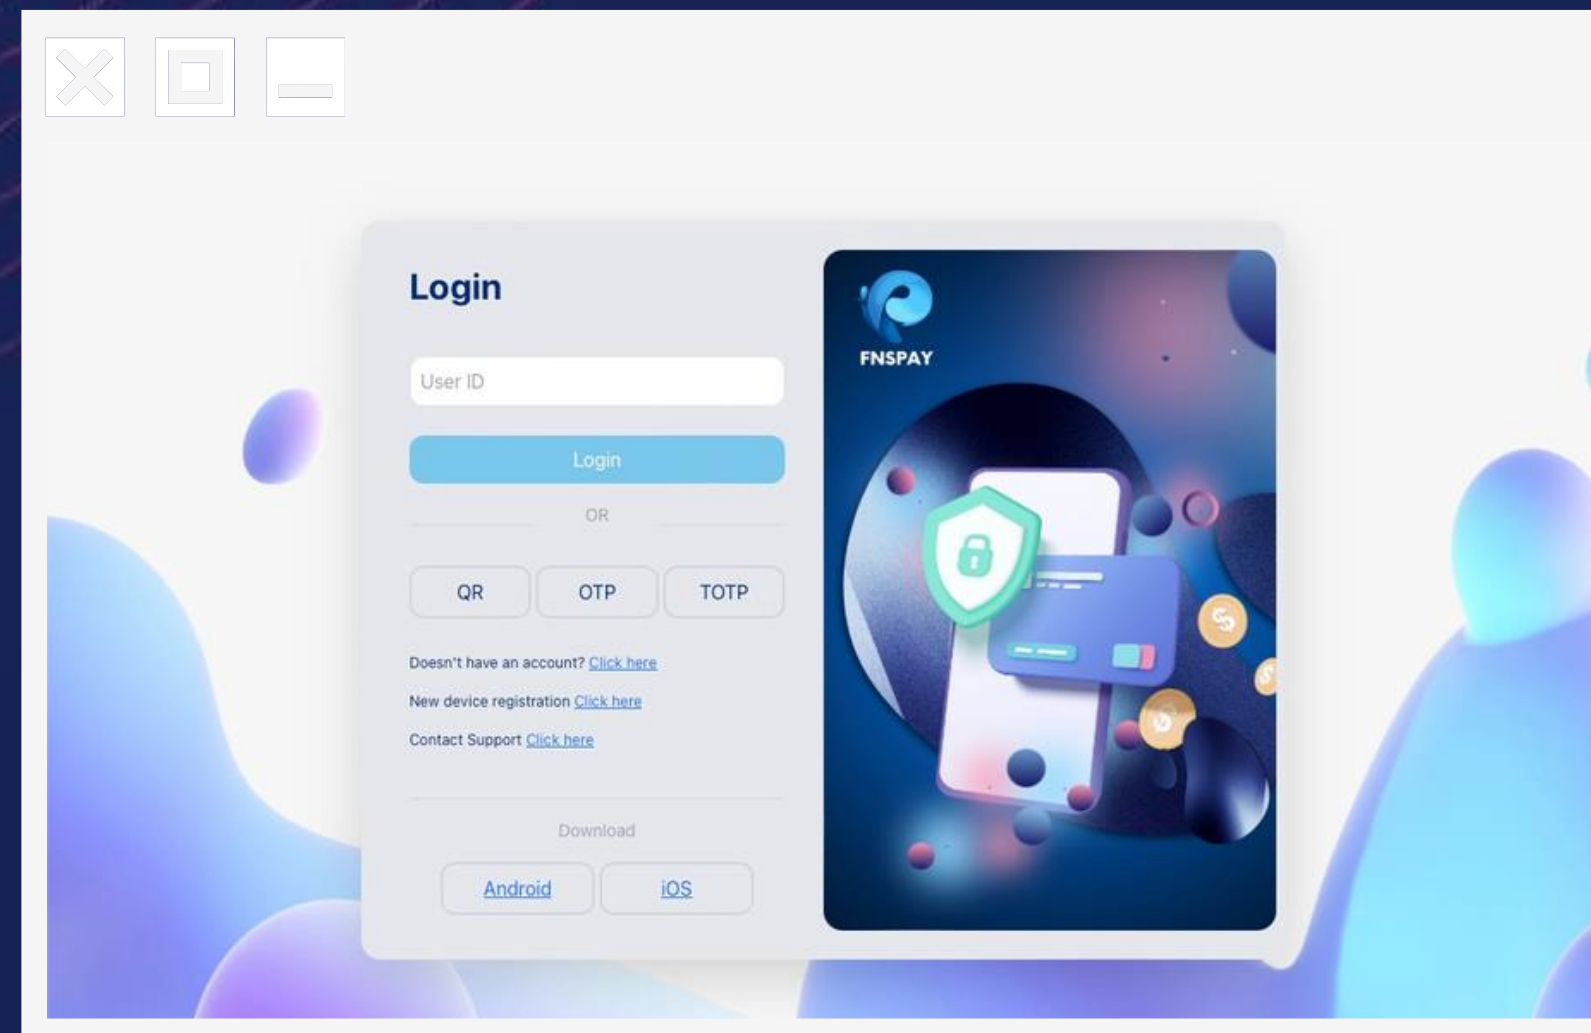 Login
User ID
Login
OR
QR OTP TOTP
Doesn't have an account? Click here
New device registration Click here
Contact Support Click here
Download
Android iOS
FNSPAY